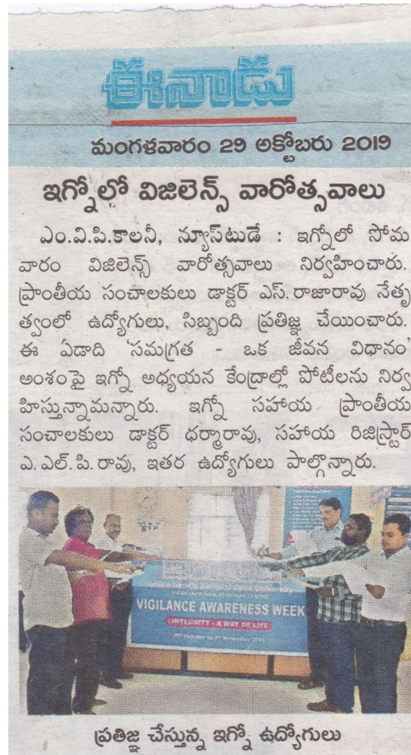 ఈనాడు
మంగళవారం 29 అక్టోబరు 2019
ఇగ్నోల్లో విజిలెన్స్ వారోత్సవాలు
ఎం.వి.పి.కాలనీ, న్యూస్‌టుడే : ఇగ్నోలో సోమ
వారం విజిలెన్స్ వారోత్సవాలు నిర్వహించారు.
ప్రాంతీయ సంచాలకులు డాక్టర్ ఎస్.రాజారావు నేతృ
త్వంలో ఉద్యోగులు, సిబ్బంది ప్రతిజ్ఞ చేయించారు.
ఈ ఏడాది 'సమగ్రత - ఒక జీవన విధానం'
అంశంపై ఇగ్నో అధ్యయన కేంద్రాల్లో పోటీలను నిర్వ
హిస్తున్నామన్నారు. ఇగ్నో సహాయ ప్రాంతీయ
సంచాలకులు డాక్టర్ ధర్మారావు, సహాయ రిజిస్ట్రార్
ఎ.ఎల్.పి.రావు, ఇతర ఉద్యోగులు పాల్గొన్నారు.
Open University
VIGILANCE AWARENESS WEEK
INTEGRITY - A WAY OF LIFE
ప్రతిజ్ఞ చేస్తున్న ఇగ్నో ఉద్యోగులు